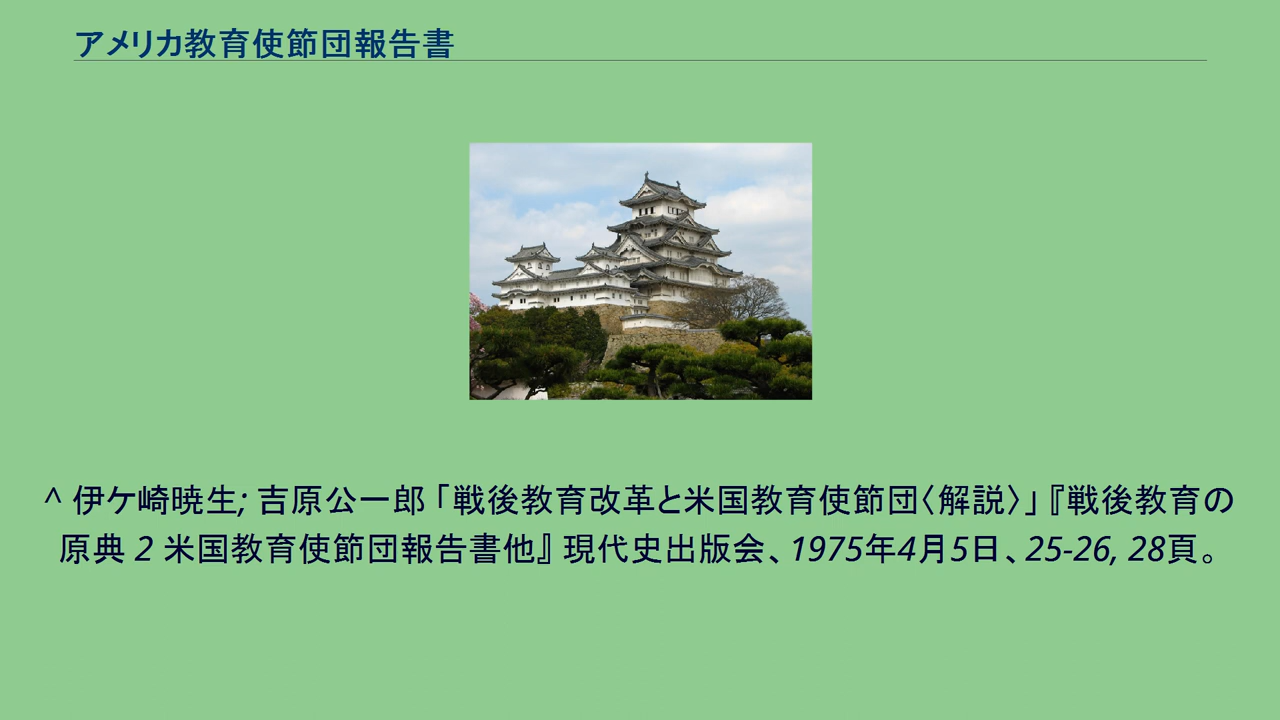 アメリカ教育使節団報告書
^ 伊ケ崎暁生; 吉原公一郎「戦後教育改革と米国教育使節団〈解説〉」『戦後教育の
原典 2 米国教育使節団報告書他』 現代史出版会、1975年4月5日、25-26, 28頁。